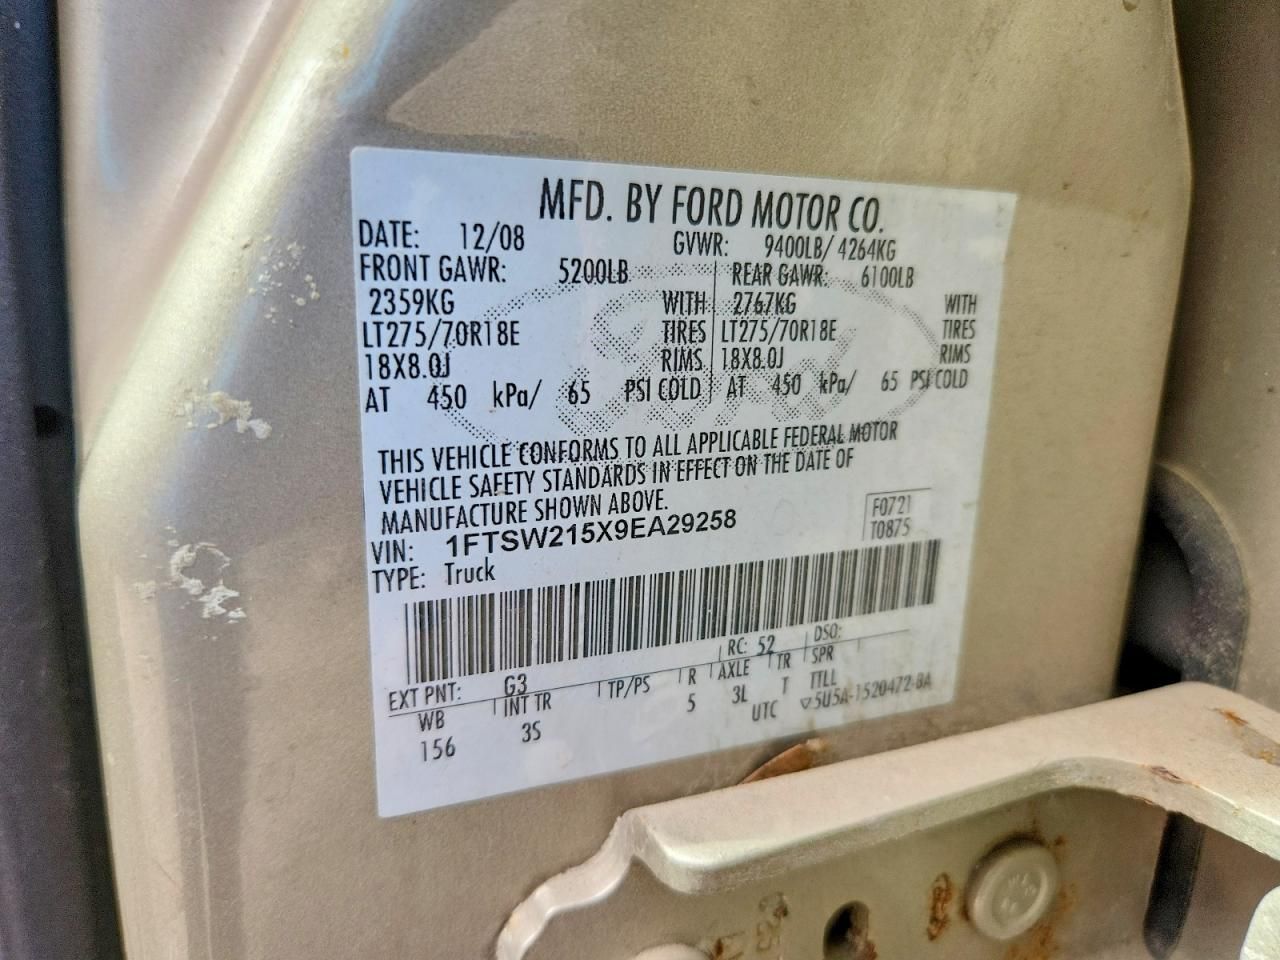 MFD. BY FORD MOTOR CO.
DATE: 12/08 GVWR: 9400LB/ 4264KG
FRONT GAWR: 5200LB REAR GAWR: 6100LB
2359KG WITH 2767KG WITH
LT275/70R18E TIRES LT275/70R18E TIRES
18X8.0J RIMS 18X8.0J RIMS
AT 450 kPa/ 65 PSI COLD AT 450 kPa/ 65 PSI COLD
THIS VEHICLE CONFORMS TO ALL APPLICABLE FEDERAL MOTOR
VEHICLE SAFETY STANDARDS IN EFFECT ON THE DATE OF
MANUFACTURE SHOWN ABOVE.
F0721
VIN: 1FTSW215X9EA29258 T0875
TYPE: Truck
RC: 52 DSO:
EXT PNT: G3
WB INT TR TP/PS R AXLE TR SPR
156 3S 5 3L T TTLL
UTC ▽5U5A-1520472-BA